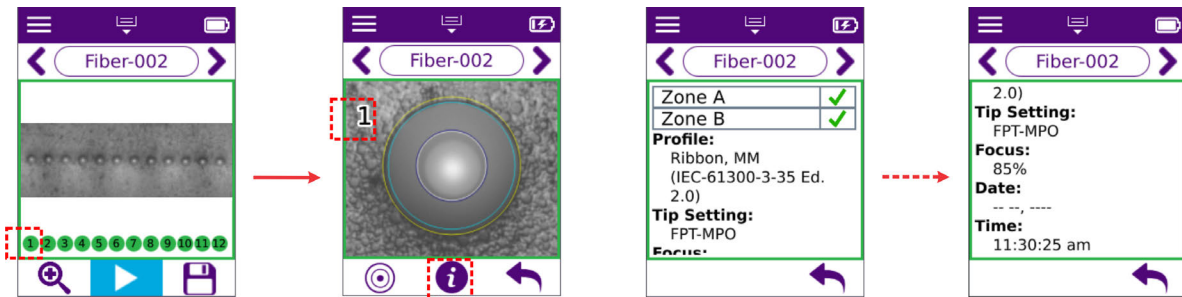 Fiber-002
1 2 3 4 5 6 7 8 9 10 11 12
Fiber-002
1
i
Fiber-002
Zone A
Zone B
Profile:
Ribbon, MM
(IEC-61300-3-35 Ed.
2.0)
Tip Setting:
FPT-MPO
Focus:
Fiber-002
2.0)
Tip Setting:
FPT-MPO
Focus:
85%
Date:
-- --, ----
Time:
11:30:25 am